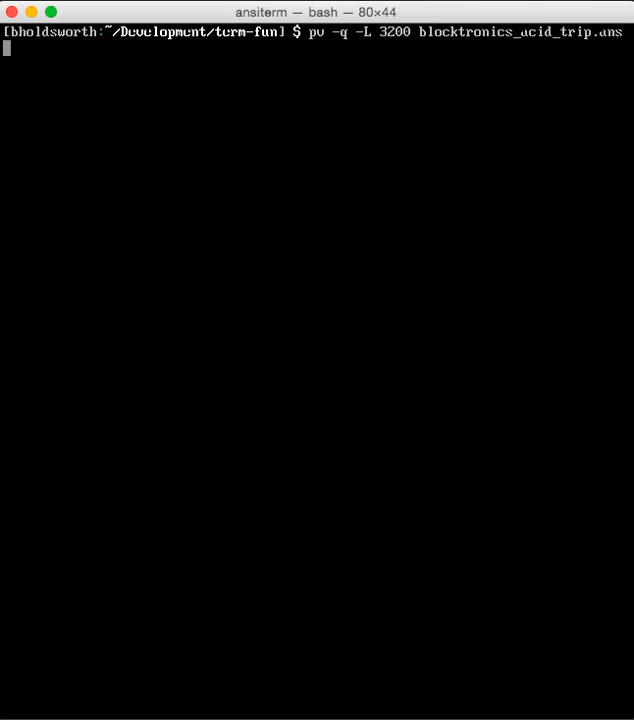 ansiterm — bash — 80×44
[bholdsworth:~/Development/term-fun] $ pv -q -L 3200 blocktronics_acid_trip.ans